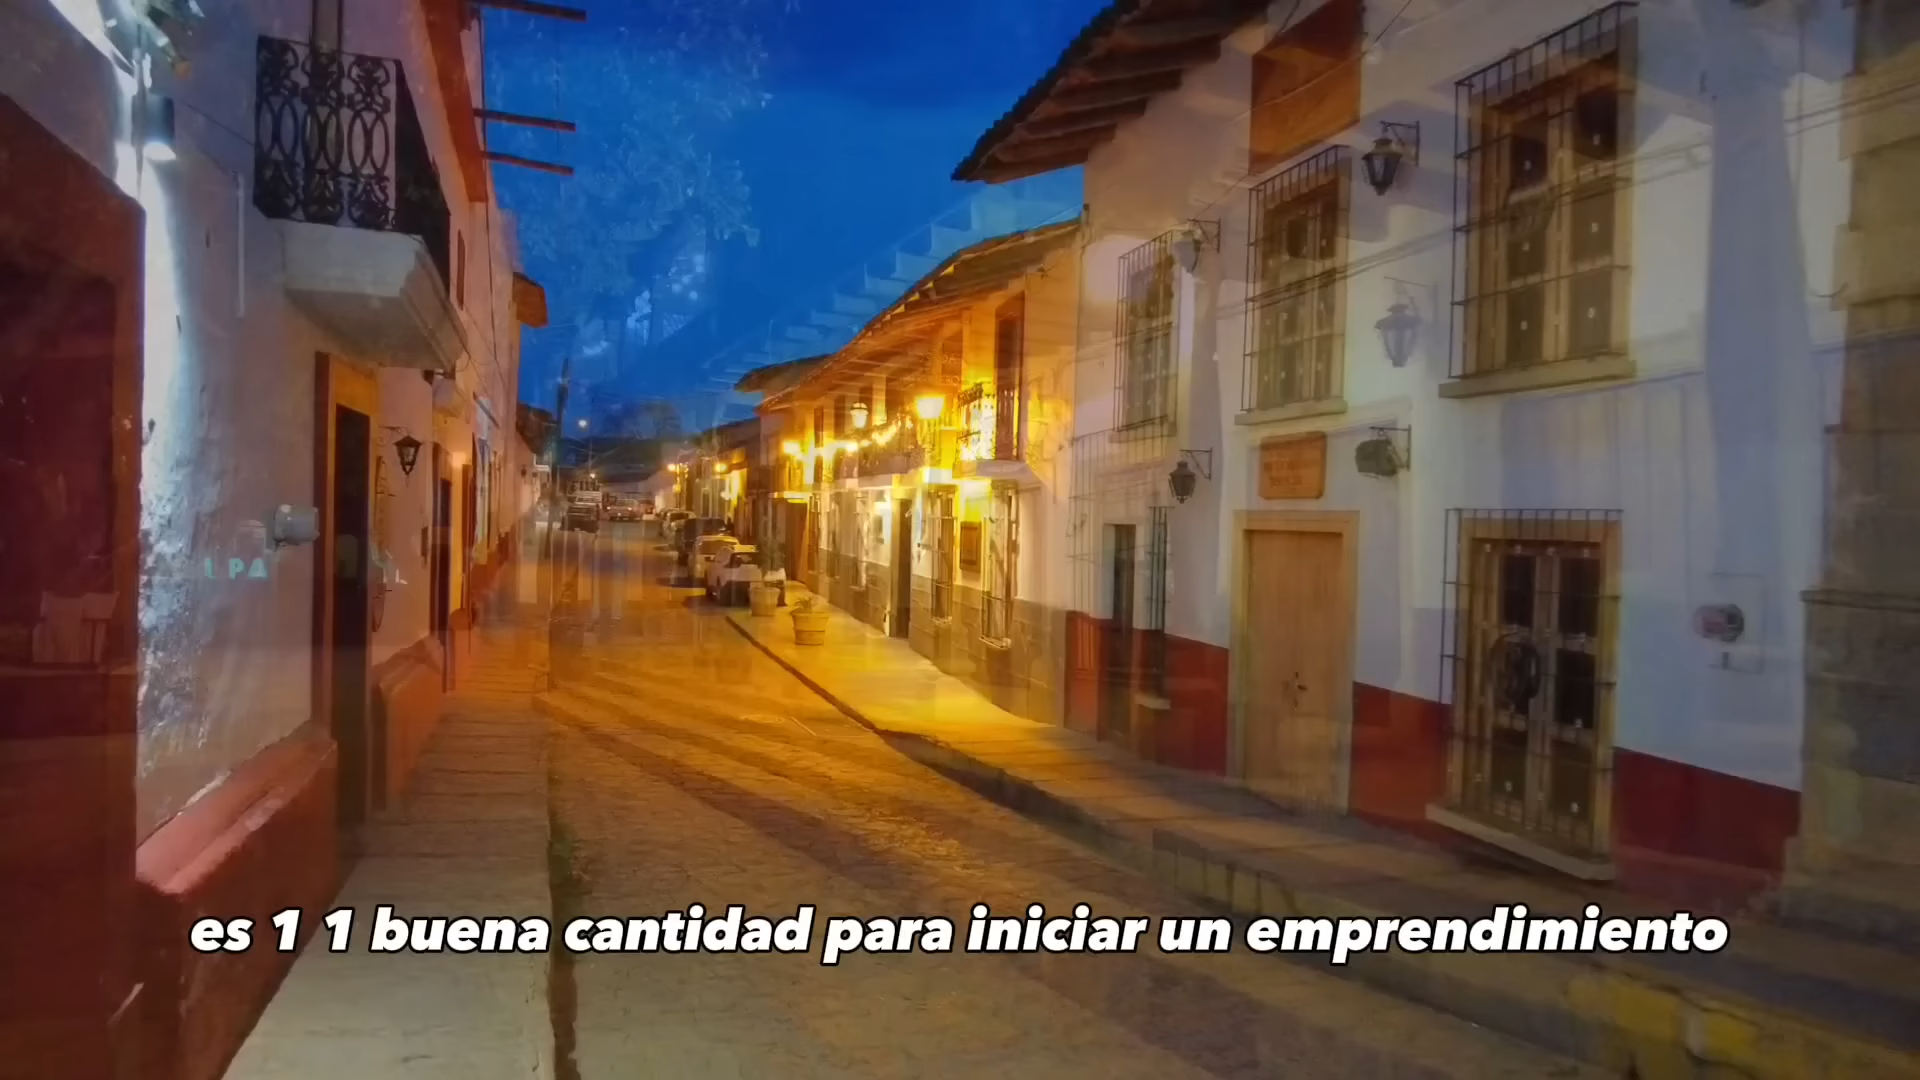 es 1 1 buena cantidad para iniciar un emprendimiento